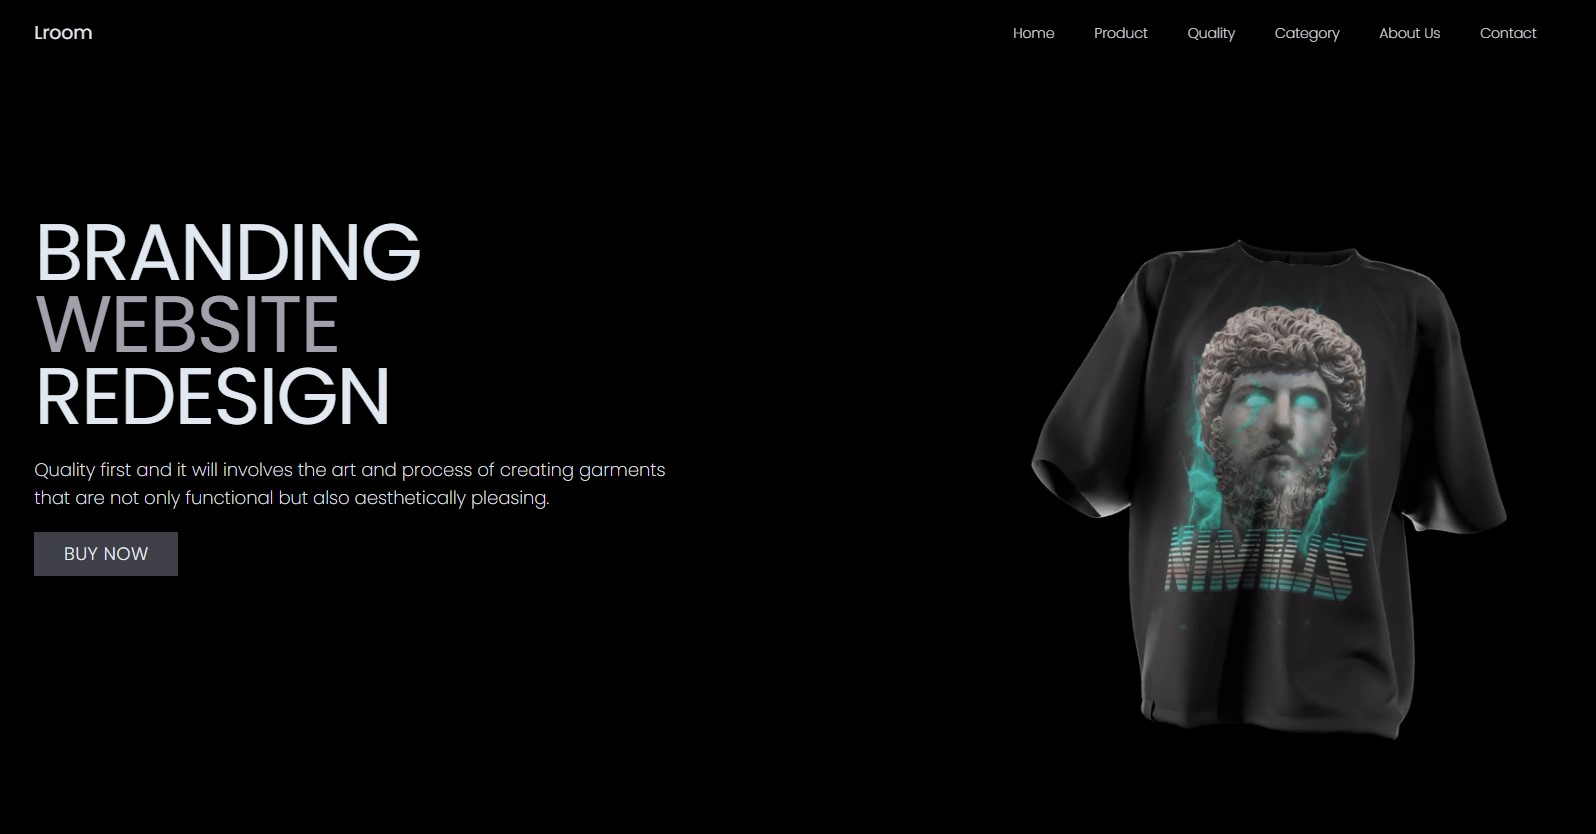 Lroom
Home Product Quality Category About Us Contact
BRANDING
WEBSITE
REDESIGN
Quality first and it will involves the art and process of creating garments
that are not only functional but also aesthetically pleasing.
BUY NOW